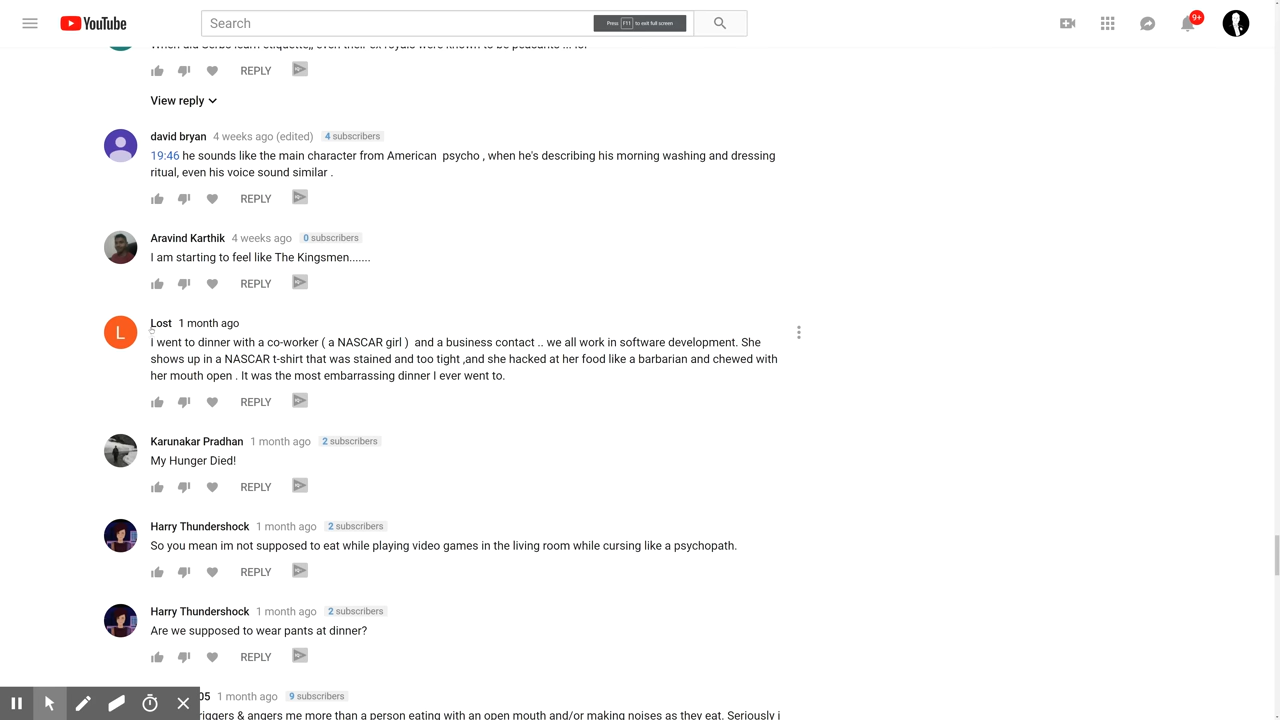 YouTube
Search
Press F11 to exit full screen
9+
REPLY
View reply
david bryan 4 weeks ago (edited) 4 subscribers
19:46 he sounds like the main character from American psycho , when he's describing his morning washing and dressing
ritual, even his voice sound similar .
REPLY
Aravind Karthik 4 weeks ago 0 subscribers
I am starting to feel like The Kingsmen.......
REPLY
L
Lost 1 month ago
I went to dinner with a co-worker ( a NASCAR girl ) and a business contact .. we all work in software development. She
shows up in a NASCAR t-shirt that was stained and too tight ,and she hacked at her food like a barbarian and chewed with
her mouth open . It was the most embarrassing dinner I ever went to.
REPLY
Karunakar Pradhan 1 month ago 2 subscribers
My Hunger Died!
REPLY
Harry Thundershock 1 month ago 2 subscribers
So you mean im not supposed to eat while playing video games in the living room while cursing like a psychopath.
REPLY
Harry Thundershock 1 month ago 2 subscribers
Are we supposed to wear pants at dinner?
REPLY
05 1 month ago 9 subscribers
riggers & angers me more than a person eating with an open mouth and/or making noises as they eat. Seriously i